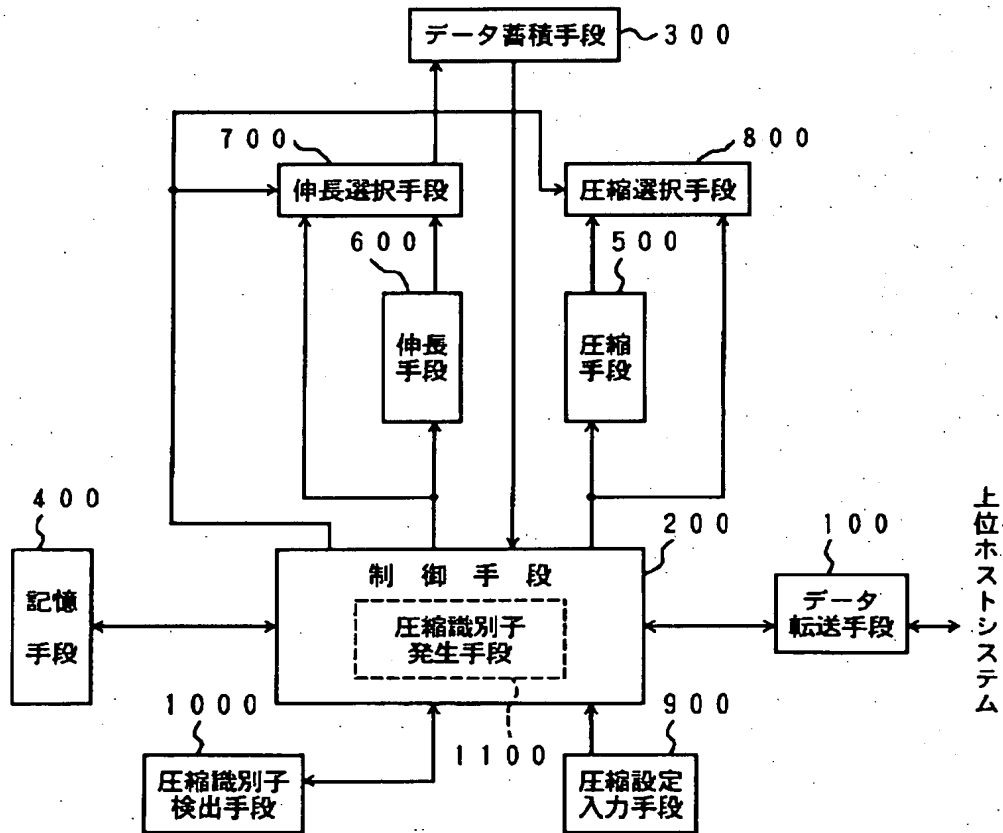 データ蓄積手段
３００
７００
８００
伸長選択手段
圧縮選択手段
６００
５００
伸長
手段
圧縮
手段
４００
２００
１００
上位ホストシステム
記憶
手段
制御手段
圧縮識別子
発生手段
データ
転送手段
１０００
９００
１１００
圧縮識別子
検出手段
圧縮設定
入力手段